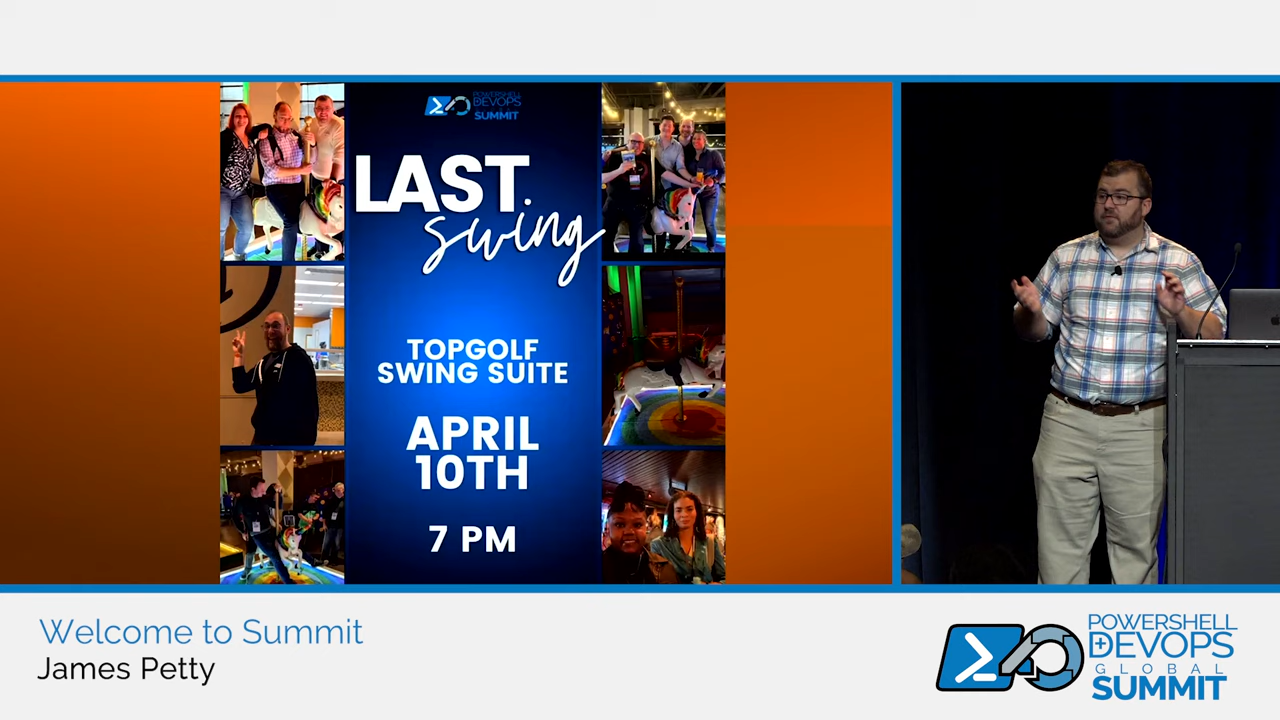 POWERSHELL
DEVOPS
SUMMIT
LAST
swing
TOPGOLF
SWING SUITE
APRIL
10TH
7 PM
Welcome to Summit
James Petty
POWERSHELL
+DEVOPS
GLOBAL
SUMMIT